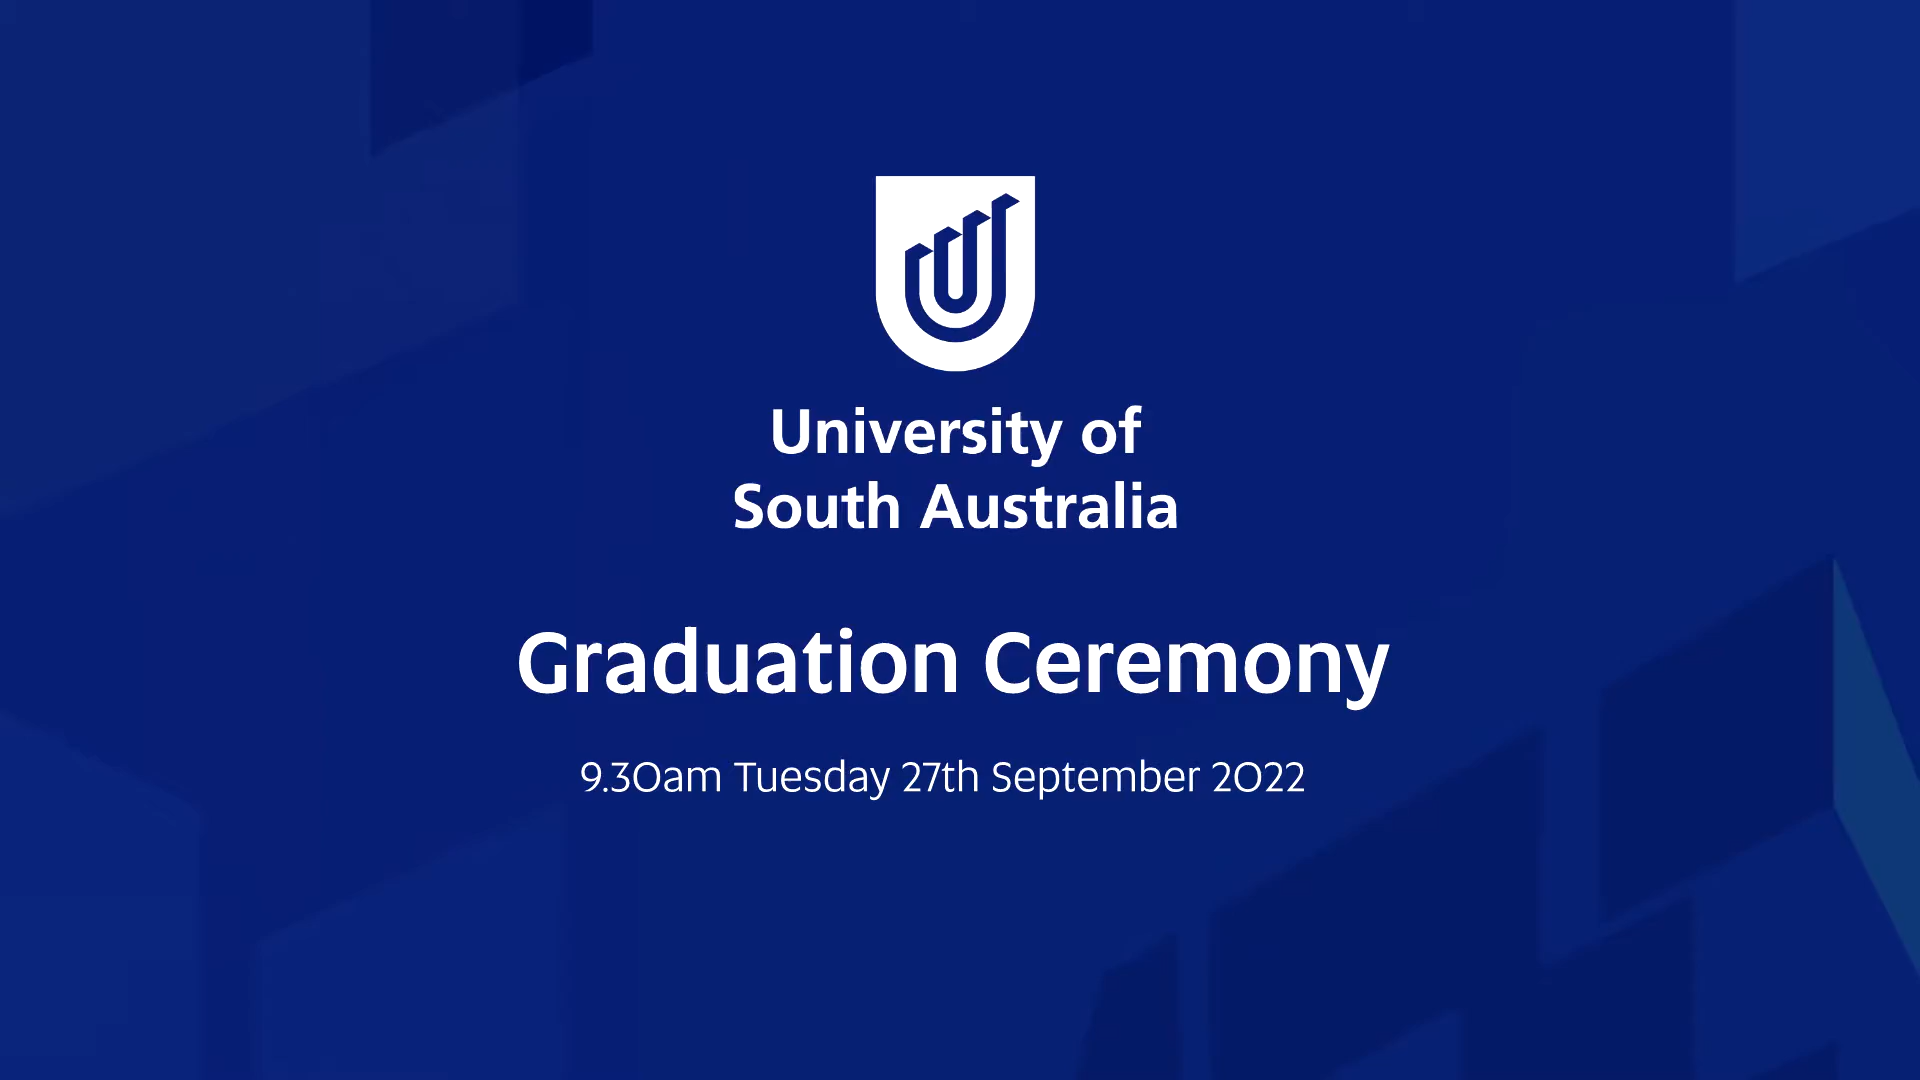 University of
South Australia
Graduation Ceremony
9.30am Tuesday 27th September 2022